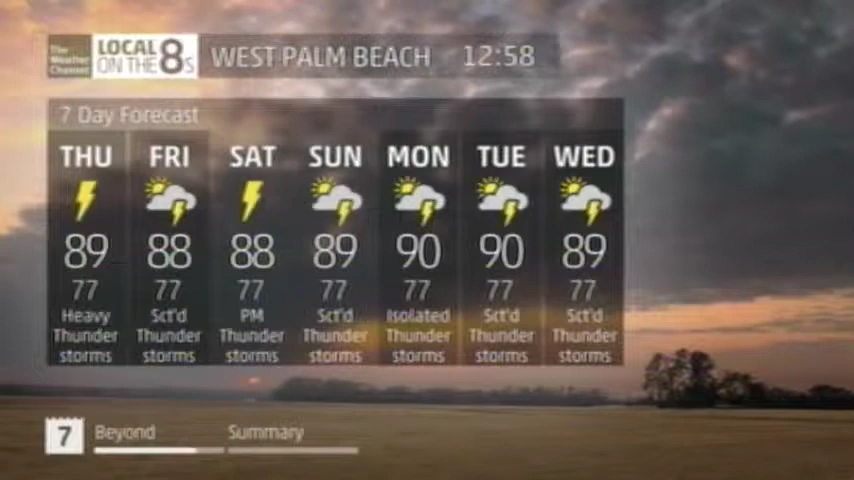 The Weather Channel
LOCAL ON THE 8s
WEST PALM BEACH 12:58
7 Day Forecast
THU FRI SAT SUN MON TUE WED
89 88 88 89 90 90 89
77 77 77 77 77 77 77
Heavy Sct'd PM Sct'd Isolated Sct'd Sct'd
Thunder Thunder Thunder Thunder Thunder Thunder Thunder
storms storms storms storms storms storms storms
7 Beyond Summary